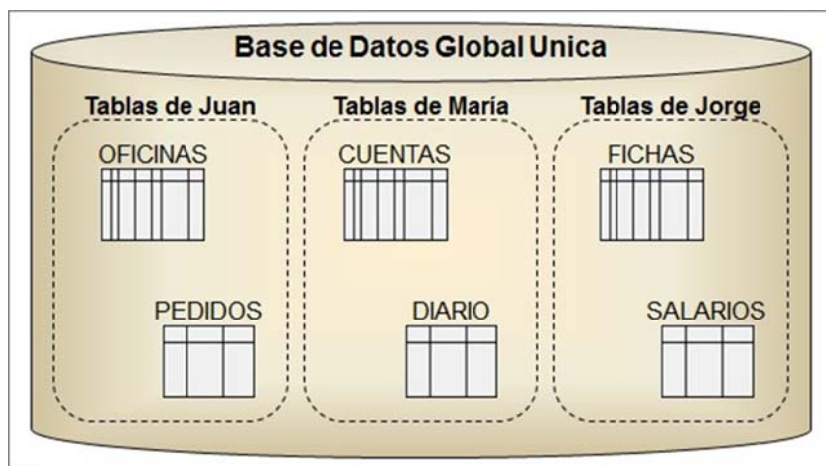 Base de Datos Global Unica
Tablas de Juan
Tablas de María
Tablas de Jorge
OFICINAS
CUENTAS
FICHAS
PEDIDOS
DIARIO
SALARIOS